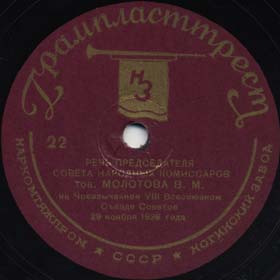 Грампласттрест
НЗ
22
РЕЧЬ ПРЕДСЕДАТЕЛЯ
СОВЕТА НАРОДНЫХ КОМИССАРОВ
тов. МОЛОТОВА В. М.
на Чрезвычайном VIII Всесоюзном
Съезде Советов
29 ноября 1936 года
НАРКОМТЯЖПРОМ ★ СССР ★ НОГИНСКИЙ ЗАВОД